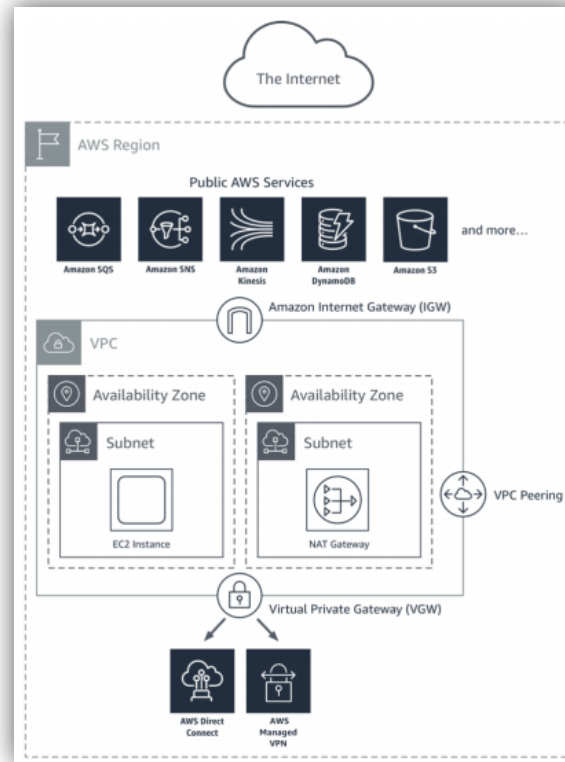 The Internet
AWS Region
Public AWS Services
Amazon SQS
Amazon SNS
Amazon
Kinesis
Amazon
DynamoDB
Amazon S3
and more...
Amazon Internet Gateway (IGW)
VPC
Availability Zone
Availability Zone
Subnet
Subnet
EC2 Instance
NAT Gateway
VPC Peering
Virtual Private Gateway (VGW)
AWS Direct
Connect
AWS
Managed
VPN